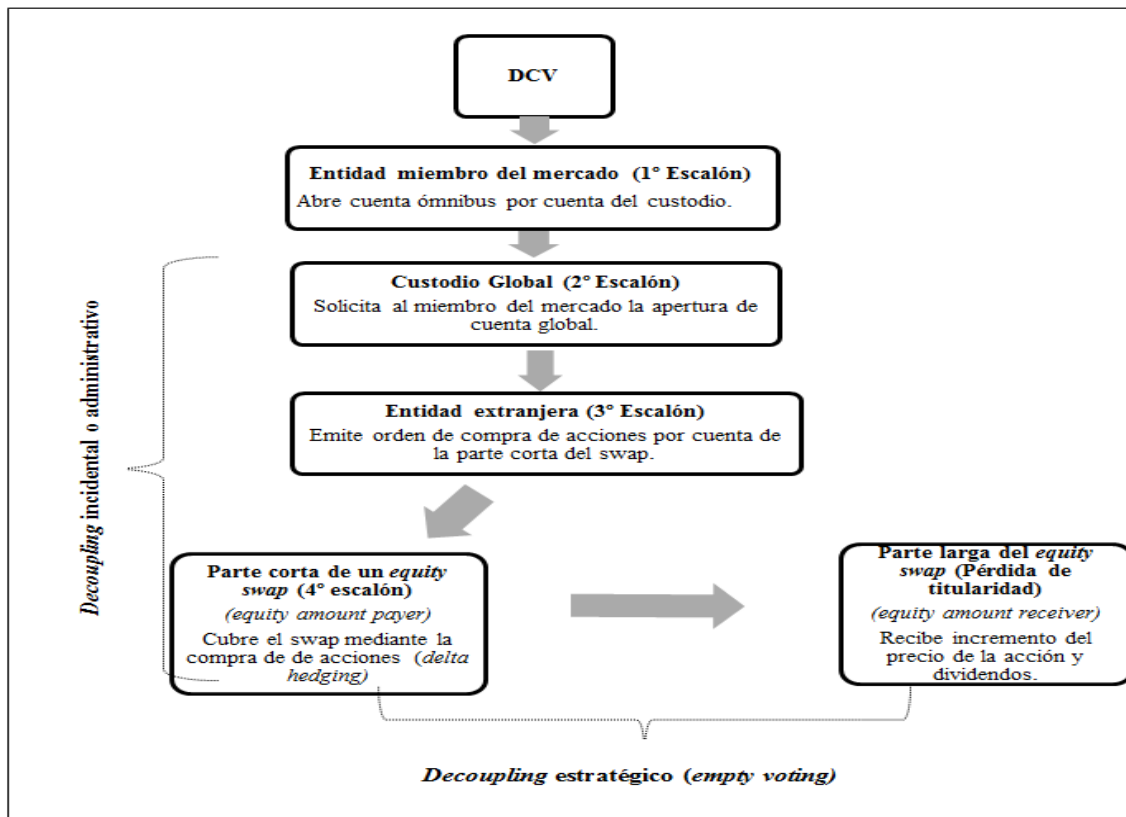 DCV
Entidad miembro del mercado (1º Escalón)
Abre cuenta ómnibus por cuenta del custodio.
Custodio Global (2º Escalón)
Solicita al miembro del mercado la apertura de
cuenta global.
Entidad extranjera (3º Escalón)
Emite orden de compra de acciones por cuenta de
la parte corta del swap.
Decoupling incidental o administrativo
Parte corta de un equity
swap (4º escalón)
(equity amount payer)
Cubre el swap mediante la
compra de de acciones (delta
hedging)
Parte larga del equity
swap (Pérdida de
titularidad)
(equity amount receiver)
Recibe incremento del
precio de la acción y
dividendos.
Decoupling estratégico (empty voting)